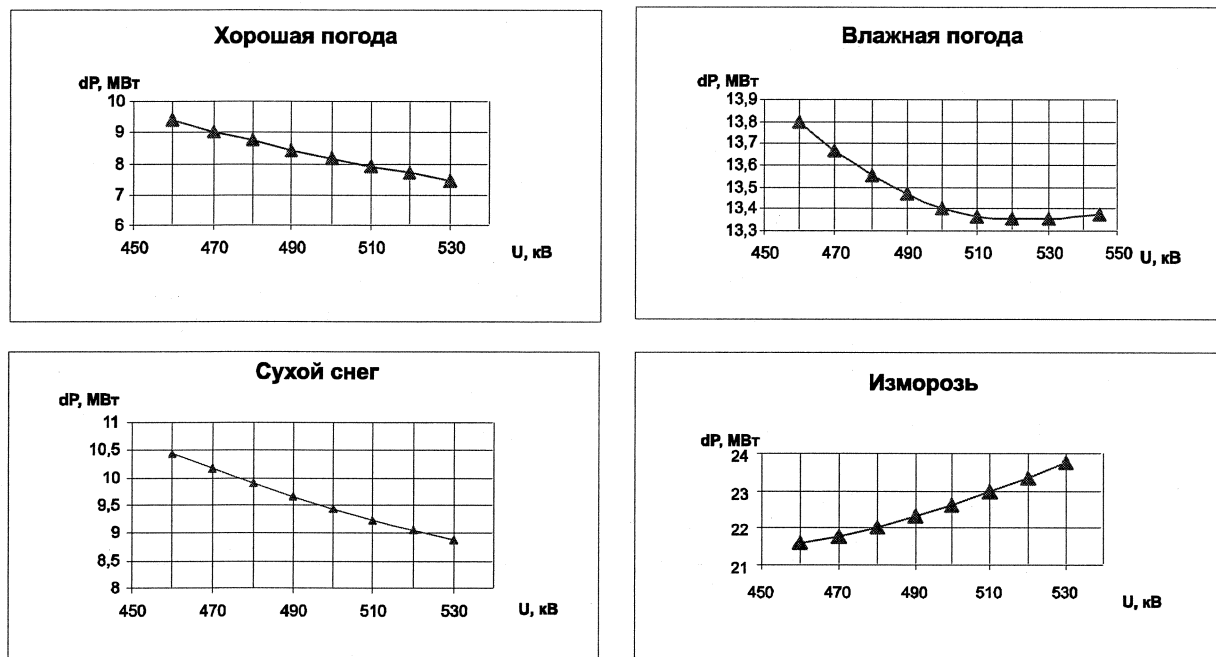 Хорошая погода
dP, МВт
10
9
8
7
6
450 470 490 510 530
U, кВ
Влажная погода
dP, МВт
13,9
13,8
13,7
13,6
13,5
13,4
13,3
450 470 490 510 530 550
U, кВ
Сухой снег
dP, МВт
11
10,5
10
9,5
9
8,5
8
450 470 490 510 530
U, кВ
Изморозь
dP, МВт
24
23
22
21
450 470 490 510 530
U, кВ